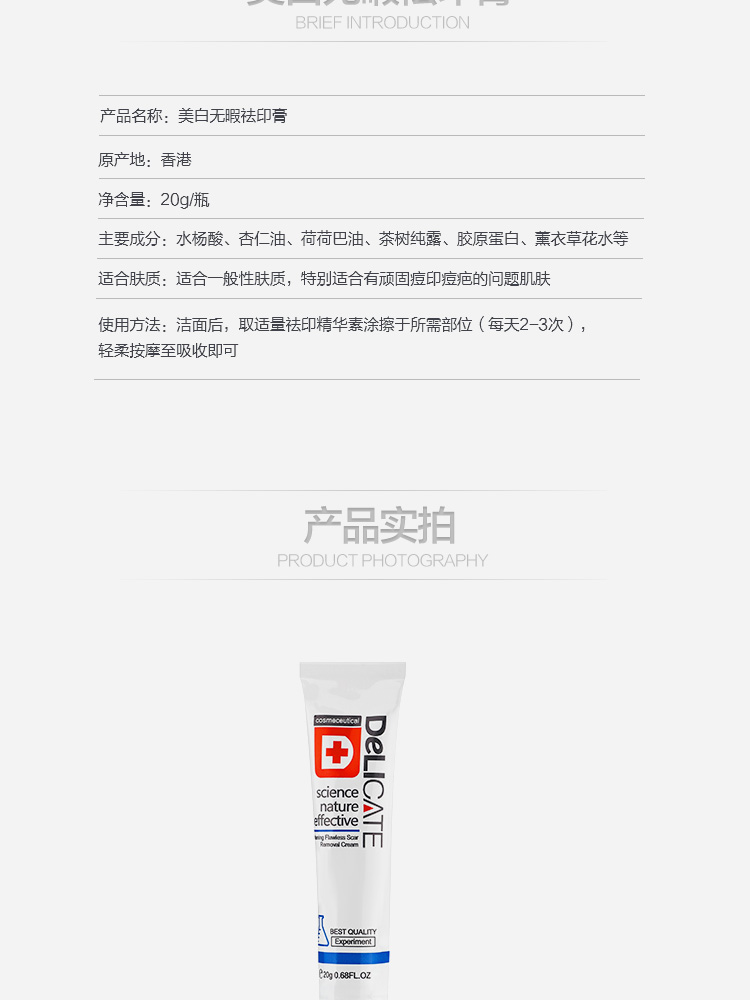 BRIEF INTRODUCTION
产品名称：美白无暇祛印膏
原产地：香港
净含量：20g/瓶
主要成分：水杨酸、杏仁油、荷荷巴油、茶树纯露、胶原蛋白、薰衣草花水等
适合肤质：适合一般性肤质，特别适合有顽固痘印痘疤的问题肌肤
使用方法：洁面后，取适量祛印精华素涂擦于所需部位（每天2-3次），
轻柔按摩至吸收即可
产品实拍
PRODUCT PHOTOGRAPHY
cosmeceutical
DeLICATE
science
nature
effective
Flawless Scar
Removal Cream
BEST QUALITY
Experiment
20g 0.68FL.OZ